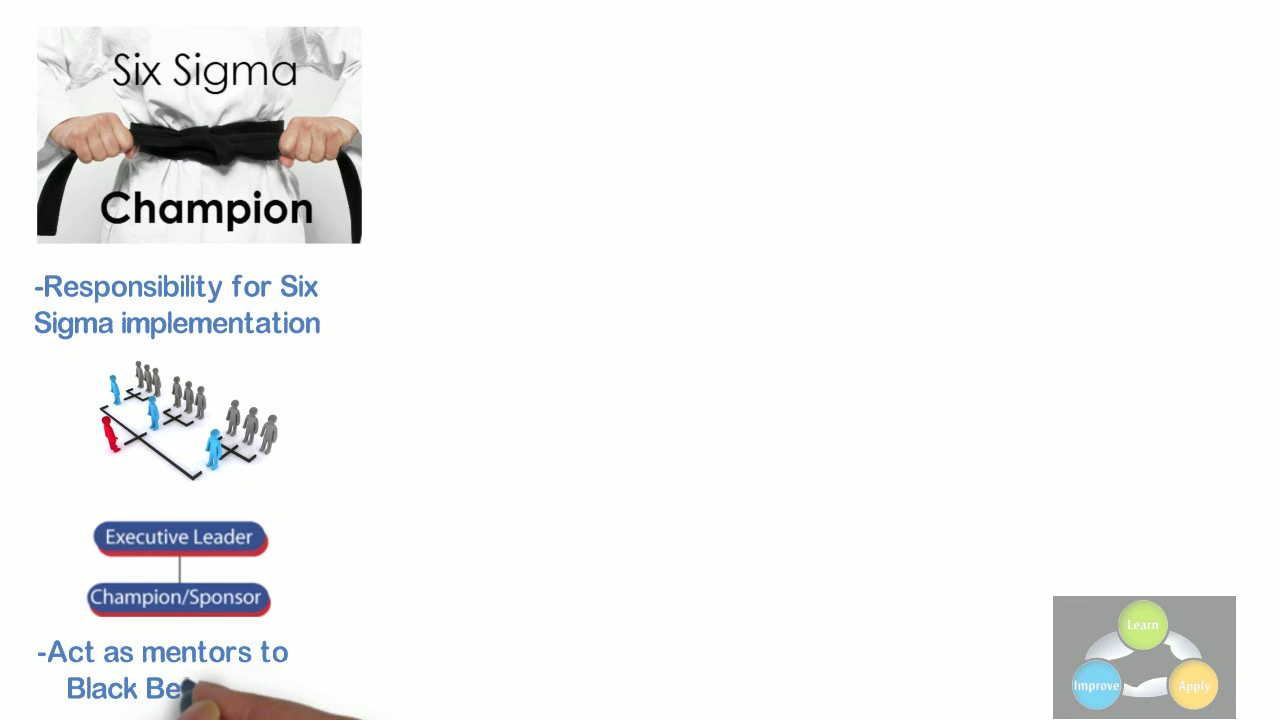 Six Sigma
Champion
-Responsibility for Six
Sigma implementation
Executive Leader
Champion/Sponsor
-Act as mentors to
Black
Learn
Improve
Apply